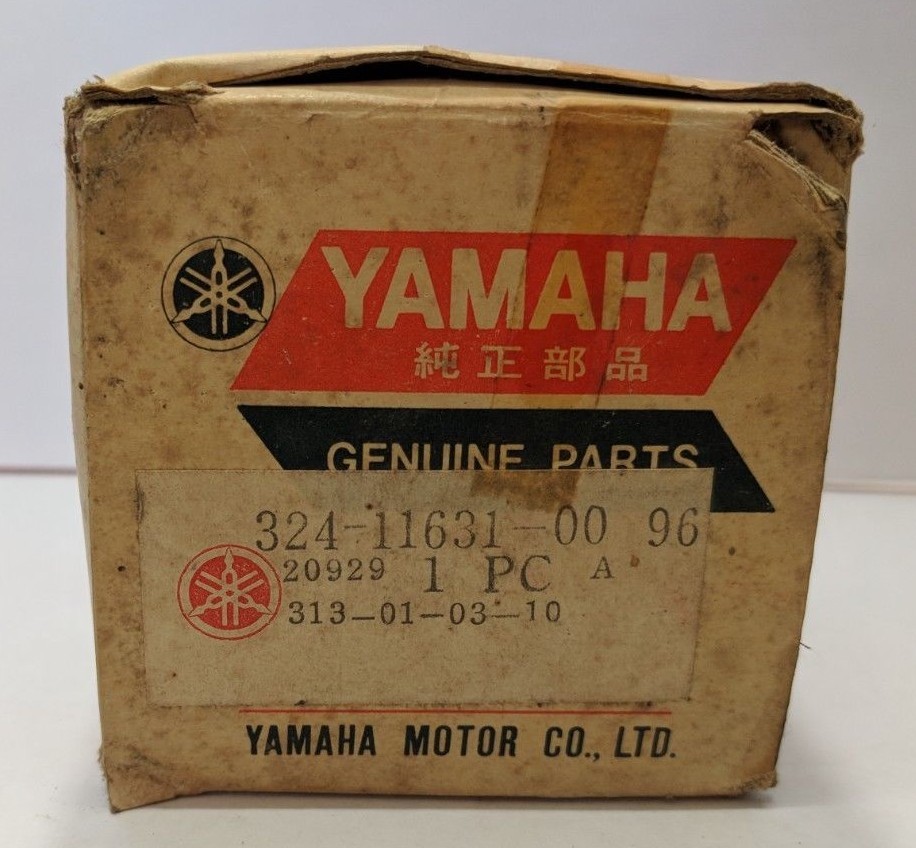 YAMAHA
純正部品
GENUINE PARTS
324-11631-00 96
20929 1 PC A
313-01-03-10
YAMAHA MOTOR CO., LTD.